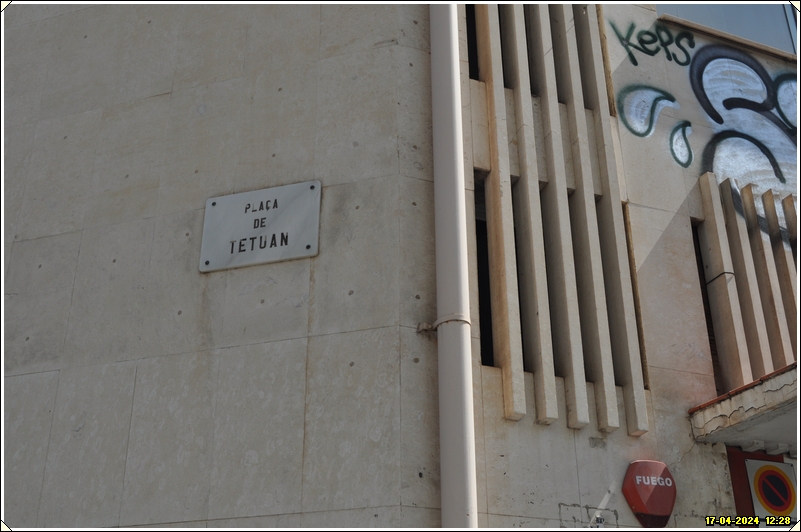 PLAÇA
DE
TETUAN
KePS
FUEGO
17-04-2024 12:28